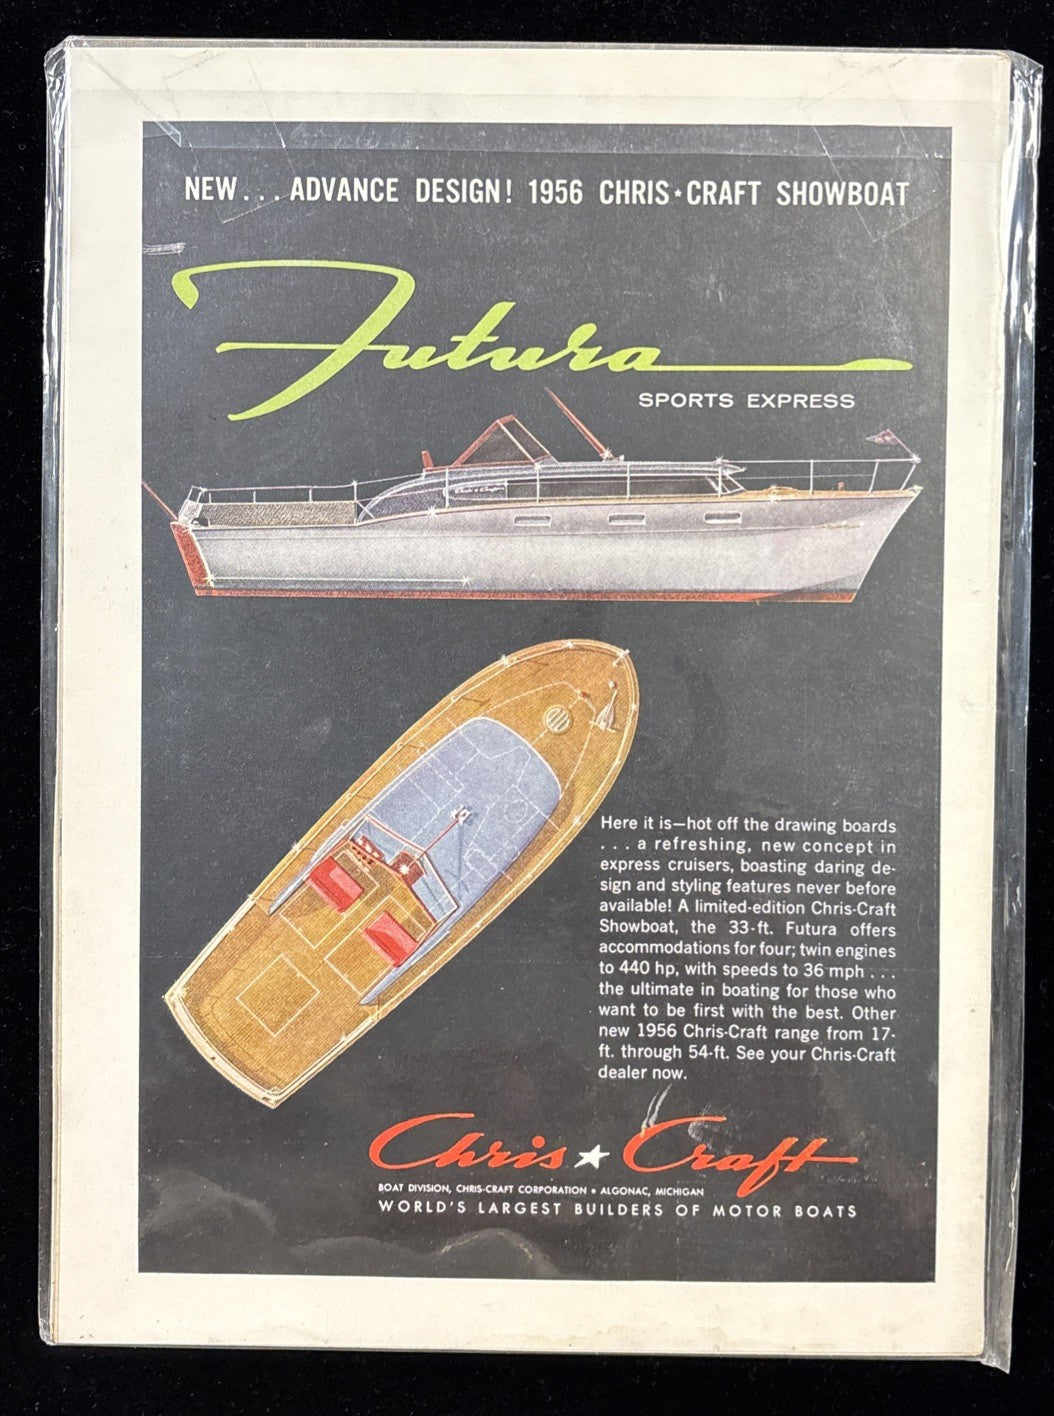 NEW... ADVANCE DESIGN! 1956 CHRIS★CRAFT SHOWBOAT
Futura
SPORTS EXPRESS
Here it is—hot off the drawing boards
. . . a refreshing, new concept in
express cruisers, boasting daring de-
sign and styling features never before
available! A limited-edition Chris-Craft
Showboat, the 33-ft. Futura offers
accommodations for four; twin engines
to 440 hp, with speeds to 36 mph . . .
the ultimate in boating for those who
want to be first with the best. Other
new 1956 Chris-Craft range from 17-
ft. through 54-ft. See your Chris-Craft
dealer now.
Chris★Craft
BOAT DIVISION, CHRIS-CRAFT CORPORATION • ALGONAC, MICHIGAN
WORLD'S LARGEST BUILDERS OF MOTOR BOATS